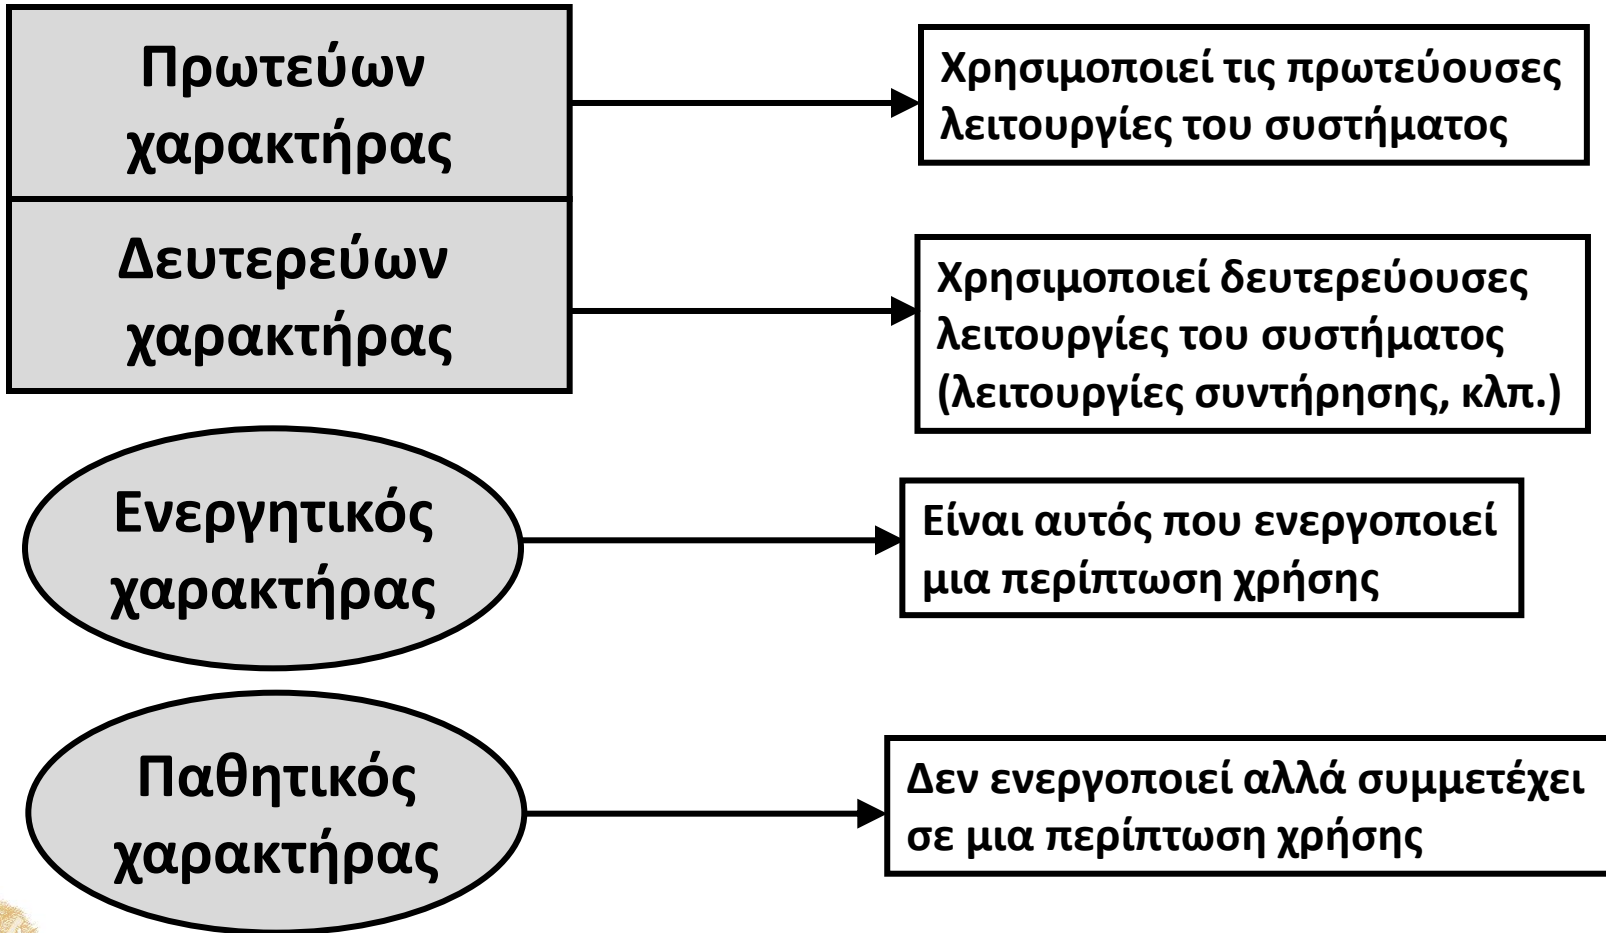 Πρωτεύων
χαρακτήρας
Χρησιμοποιεί τις πρωτεύουσες
λειτουργίες του συστήματος
Δευτερεύων
χαρακτήρας
Χρησιμοποιεί δευτερεύουσες
λειτουργίες του συστήματος
(λειτουργίες συντήρησης, κλπ.)
Ενεργητικός
χαρακτήρας
Είναι αυτός που ενεργοποιεί
μια περίπτωση χρήσης
Παθητικός
χαρακτήρας
Δεν ενεργοποιεί αλλά συμμετέχει
σε μια περίπτωση χρήσης